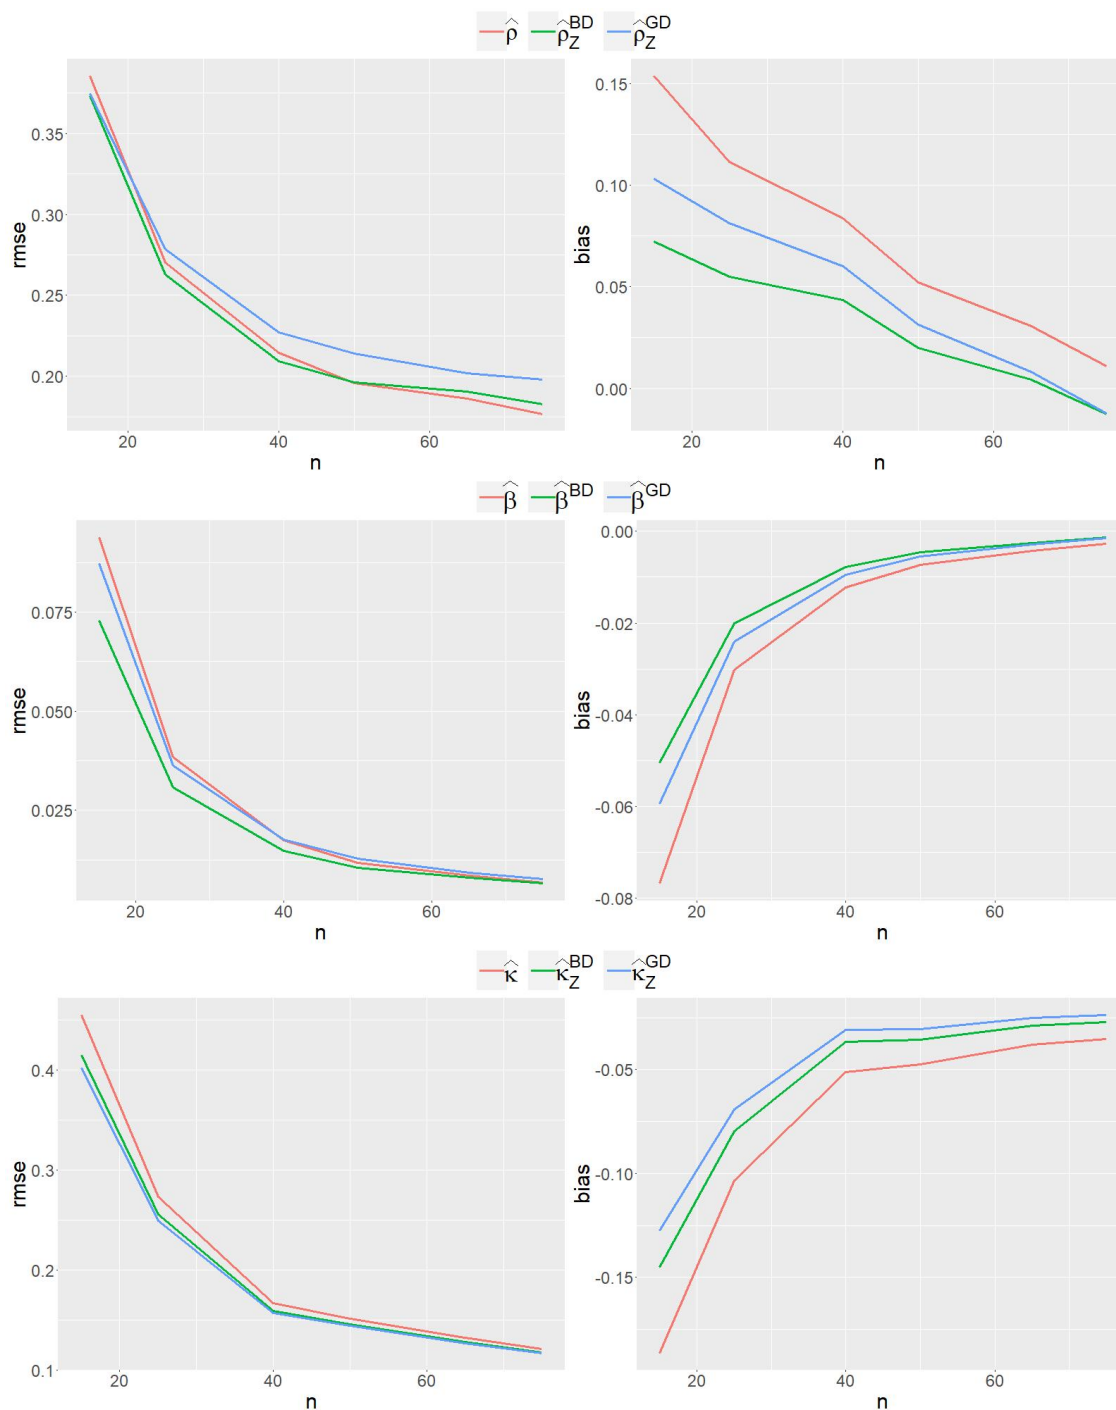 ρ̂ ρ̂_Z^BD ρ̂_Z^GD
rmse
0.35
0.30
0.25
0.20
20 40 60
n
bias
0.15
0.10
0.05
0.00
20 40 60
n
β̂ β̂^BD β̂^GD
rmse
0.075
0.050
0.025
20 40 60
n
bias
0.00
-0.02
-0.04
-0.06
-0.08
20 40 60
n
κ̂ κ̂_Z^BD κ̂_Z^GD
rmse
0.4
0.3
0.2
0.1
20 40 60
n
bias
-0.05
-0.10
-0.15
20 40 60
n